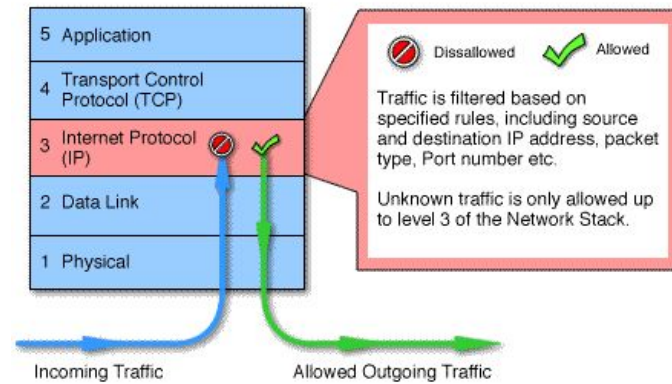 5 Application
4 Transport Control
Protocol (TCP)
3 Internet Protocol
(IP)
2 Data Link
1 Physical
Incoming Traffic
Allowed Outgoing Traffic
Dissallowed
Allowed
Traffic is filtered based on
specified rules, including source
and destination IP address, packet
type, Port number etc.
Unknown traffic is only allowed up
to level 3 of the Network Stack.